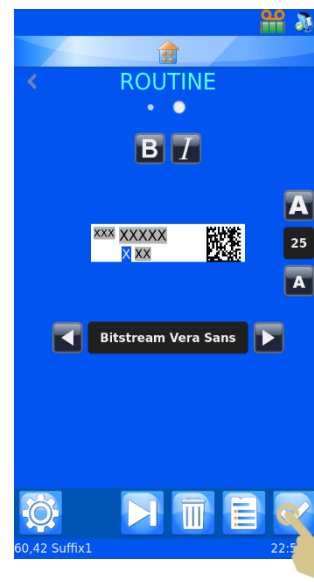 ROUTINE
B I
A
XXX XXXXX
25
X XX
A
Bitstream Vera Sans
60,42 Suffix1